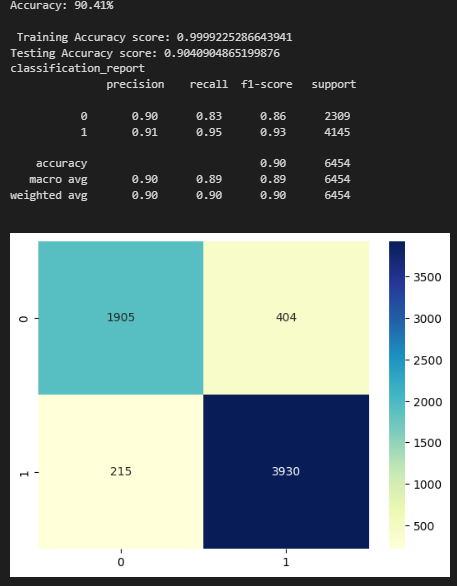 Accuracy: 90.41%
Training Accuracy score: 0.9999225286643941
Testing Accuracy score: 0.9040904865199876
classification_report
precision recall f1-score support
0 0.90 0.83 0.86 2309
1 0.91 0.95 0.93 4145
accuracy 0.90 6454
macro avg 0.90 0.89 0.89 6454
weighted avg 0.90 0.90 0.90 6454
3500
0 1905 404
3000
2500
2000
1500
1 215 3930
1000
500
0 1